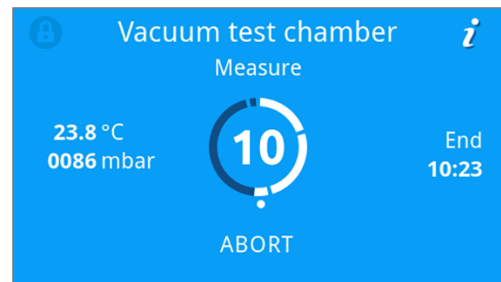 Vacuum test chamber
i
Measure
23.8 °C
0086 mbar
10
End
10:23
ABORT